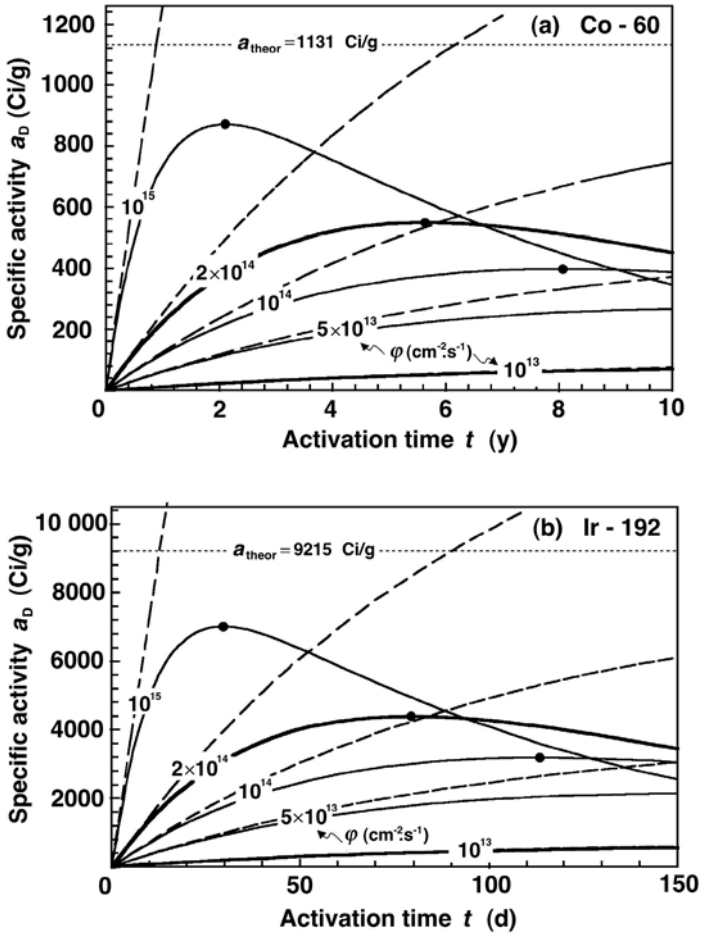 1200
1000
800
600
400
200
0
a_theor = 1131 Ci/g
(a) Co - 60
Specific activity a_D (Ci/g)
10^15
2×10^14
10^14
5×10^13
φ (cm^-2·s^-1)
10^13
0 2 4 6 8 10
Activation time t (y)
10 000
8000
6000
4000
2000
0
a_theor = 9215 Ci/g
(b) Ir - 192
Specific activity a_D (Ci/g)
10^15
2×10^14
10^14
5×10^13
φ (cm^-2·s^-1)
10^13
50 100 150
Activation time t (d)